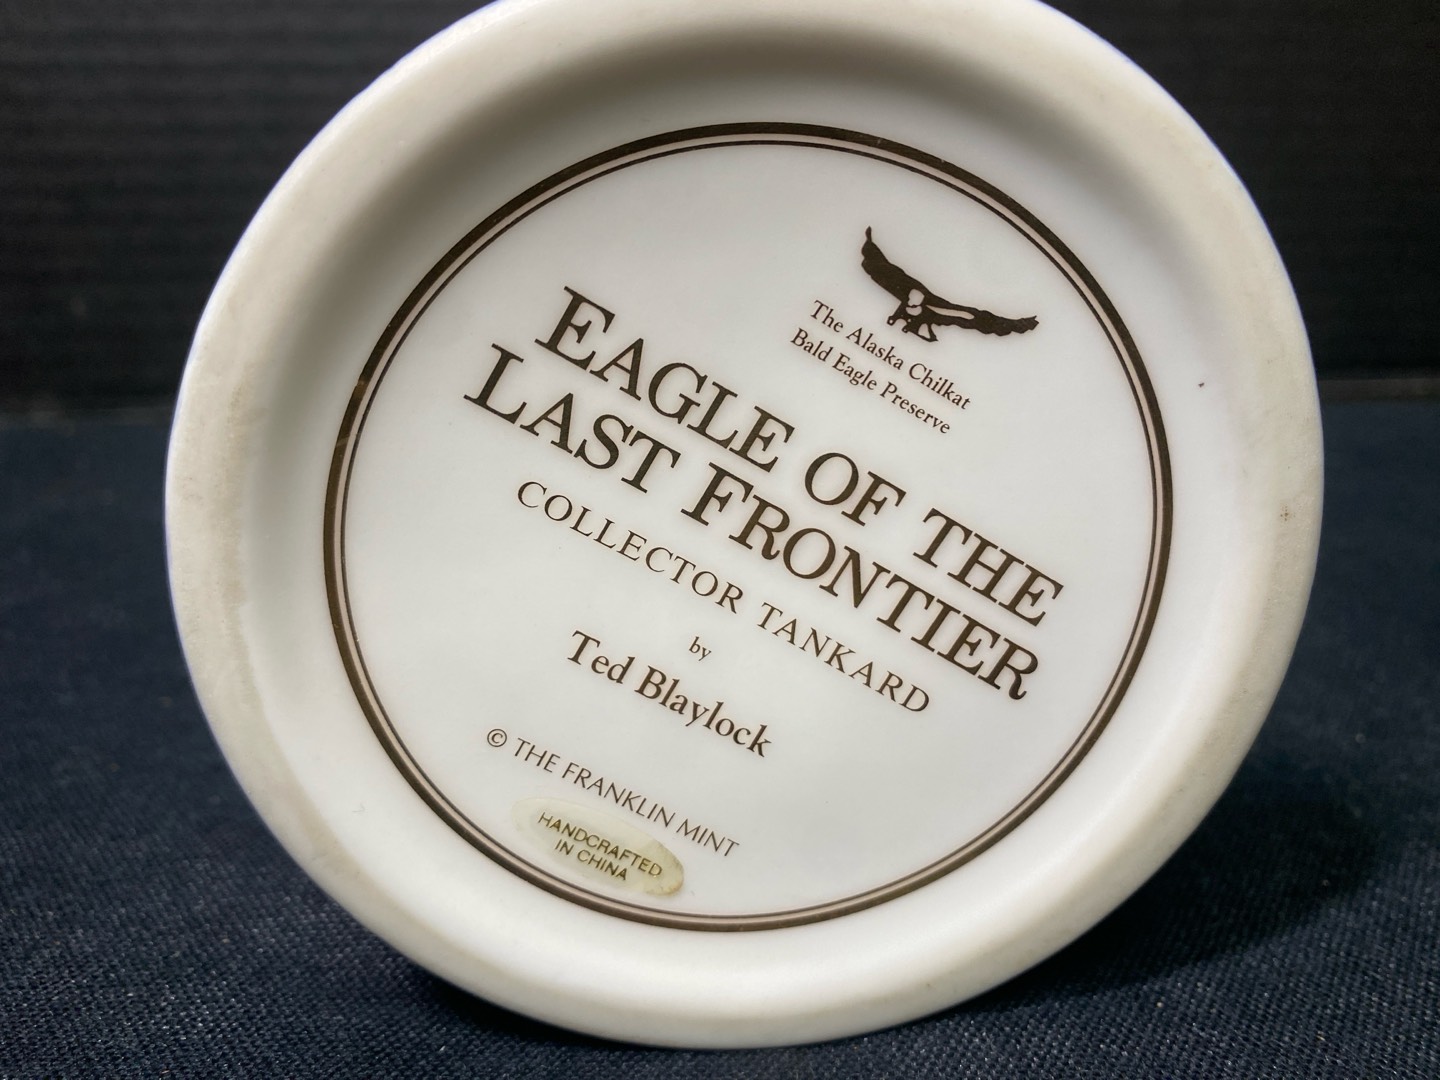 The Alaska Chilkat
Bald Eagle Preserve
EAGLE OF THE
LAST FRONTIER
COLLECTOR TANKARD
by
Ted Blaylock
© THE FRANKLIN MINT
HANDCRAFTED
IN CHINA